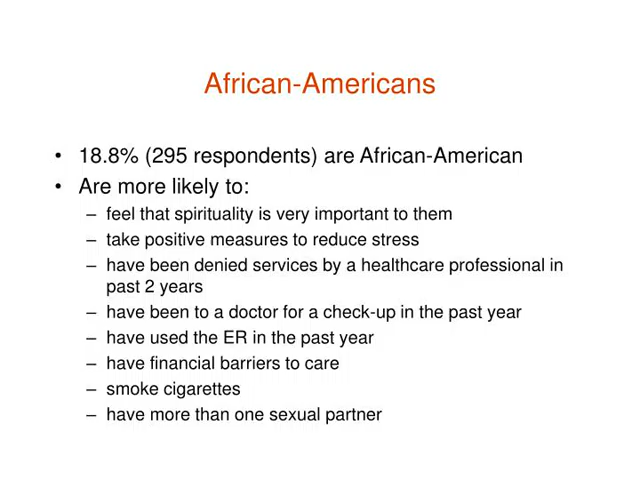 African-Americans
• 18.8% (295 respondents) are African-American
• Are more likely to:
– feel that spirituality is very important to them
– take positive measures to reduce stress
– have been denied services by a healthcare professional in
past 2 years
– have been to a doctor for a check-up in the past year
– have used the ER in the past year
– have financial barriers to care
– smoke cigarettes
– have more than one sexual partner